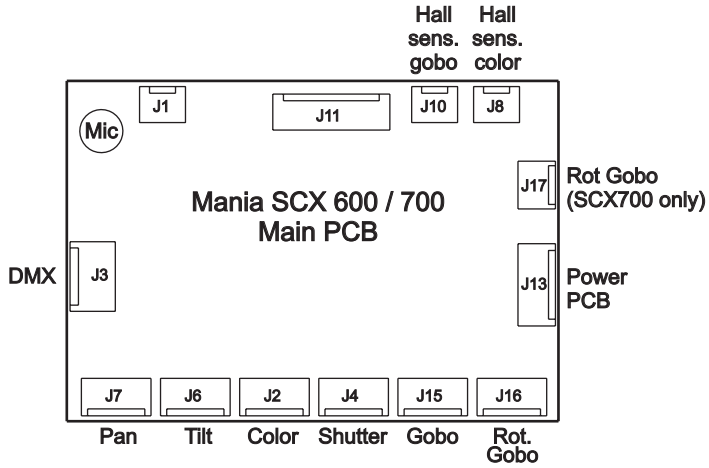 Hall
sens.
gobo
Hall
sens.
color
J1
J11
J10
J8
Mic
J17
Rot Gobo
(SCX700 only)
Mania SCX 600 / 700
Main PCB
DMX
J3
J13
Power
PCB
J7
J6
J2
J4
J15
J16
Pan
Tilt
Color
Shutter
Gobo
Rot.
Gobo